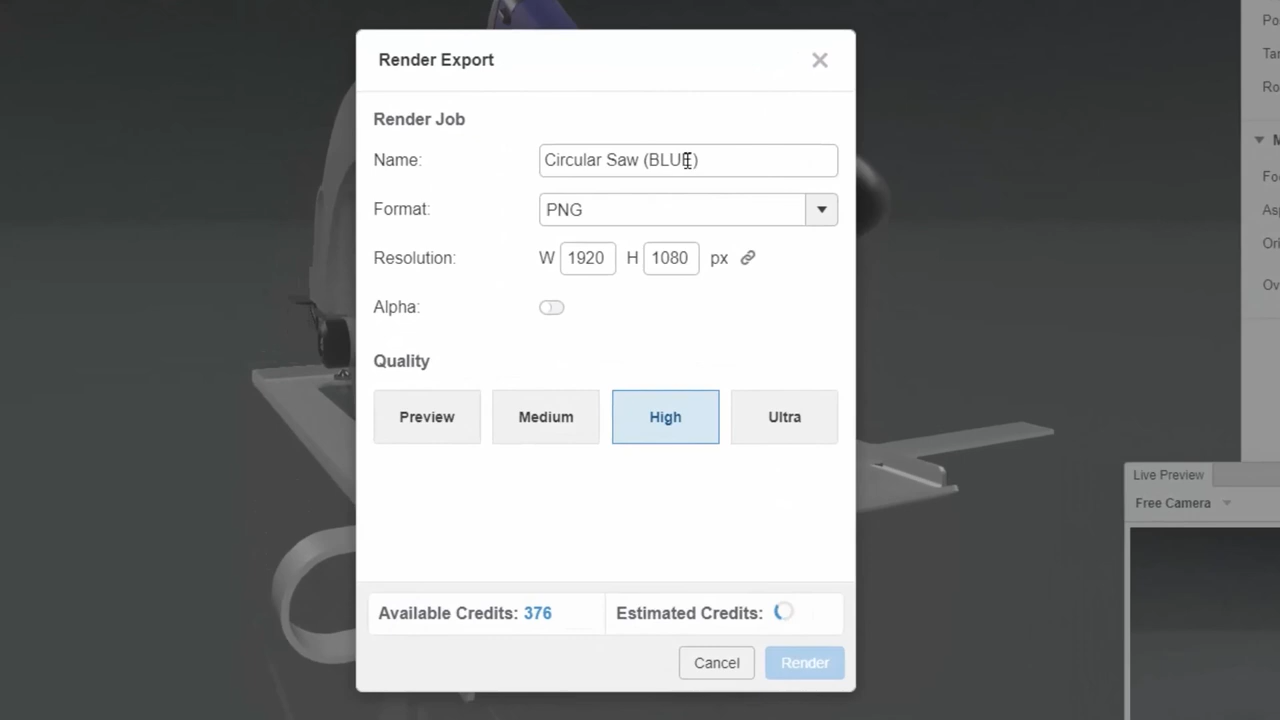 Render Export
Render Job
Name: Circular Saw (BLUE)
Format: PNG
Resolution: W 1920 H 1080 px
Alpha:
Quality
Preview Medium High Ultra
Available Credits: 376 Estimated Credits:
Cancel Render
Live Preview
Free Camera